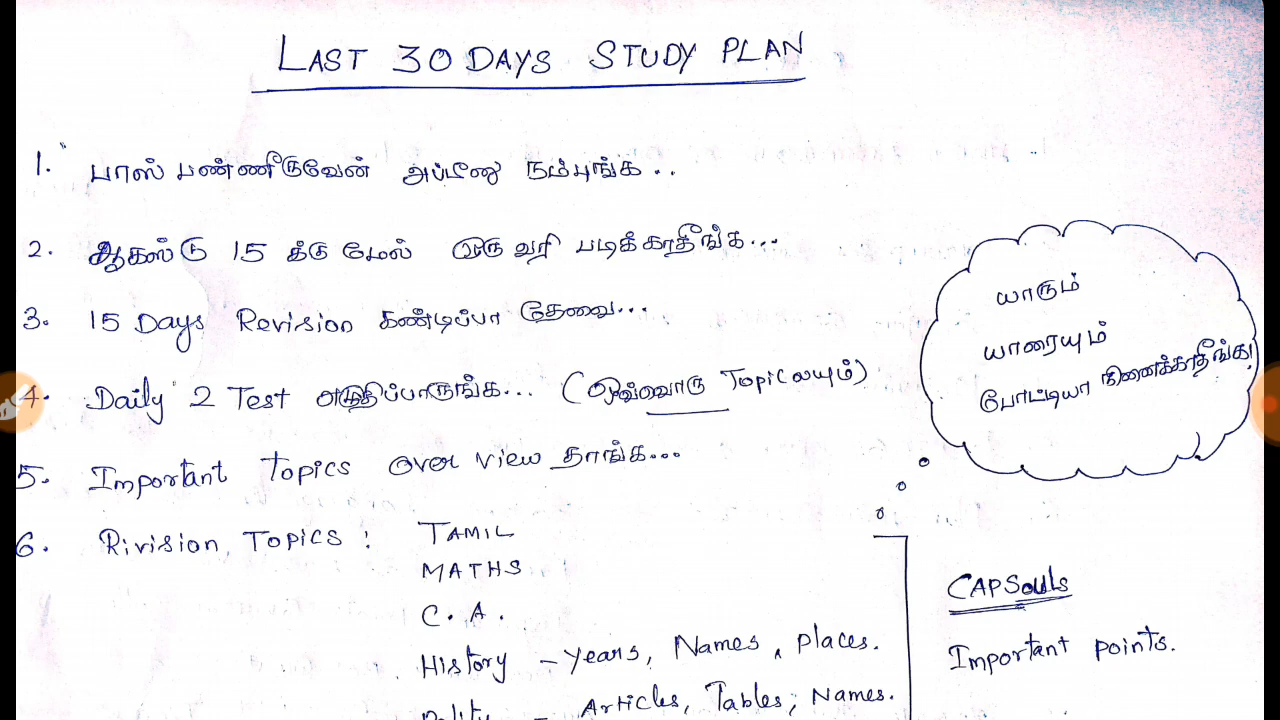 LAST 30 DAYS STUDY PLAN
1. பாஸ் பண்ணீருவேன் அப்டீனு நம்புங்க..
2. ஆகஸ்டு 15 க்கு மேல் ஒரு வரி படிக்காதீங்க...
3. 15 Days Revision கண்டிப்பா தேவை...
யாரும்
யாரையும்
போட்டியா நினைக்காதீங்க!
4. Daily 2 Test எழுதிப்பாருங்க... (ஒவ்வொரு Topicலயும்)
5. Important Topics over view தாங்க...
6. Rivision Topics : TAMIL
MATHS
C. A.
History - Years, Names, places.
Polity - Articles, Tables, Names.
CAPSouls
Important points.